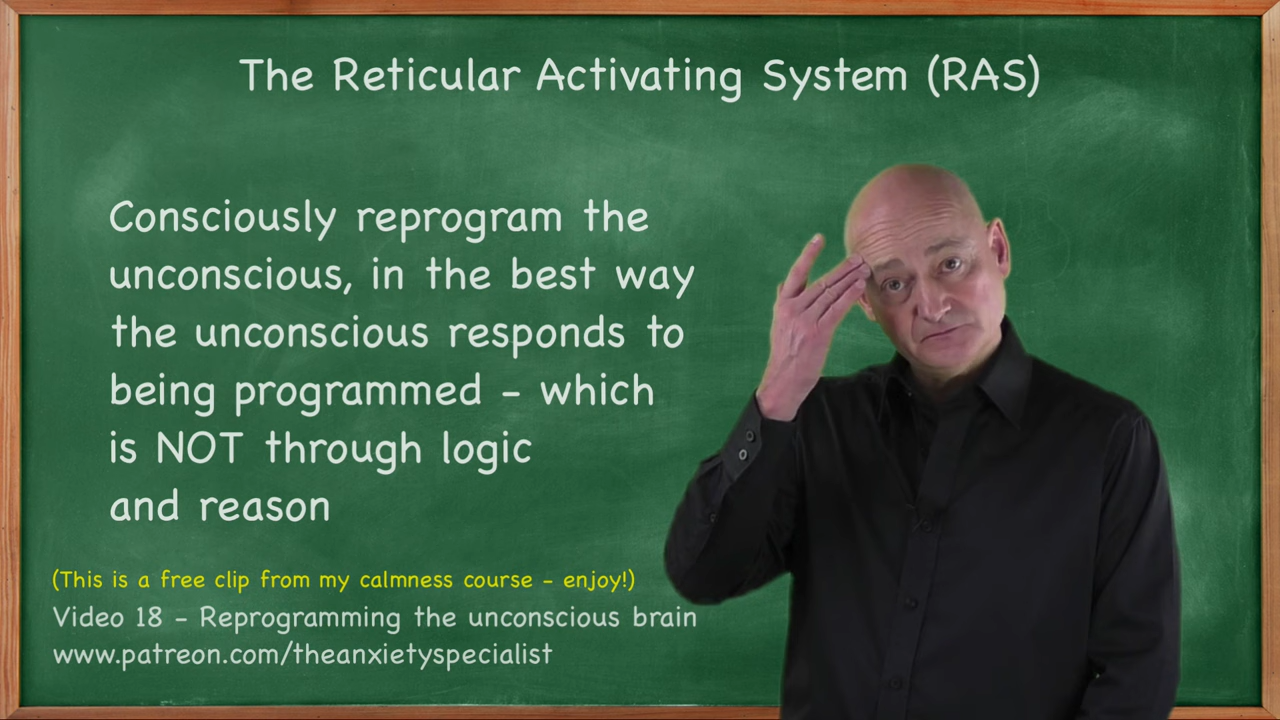 The Reticular Activating System (RAS)
Consciously reprogram the
unconscious, in the best way
the unconscious responds to
being programmed - which
is NOT through logic
and reason
(This is a free clip from my calmness course - enjoy!)
Video 18 - Reprogramming the unconscious brain
www.patreon.com/theanxietyspecialist